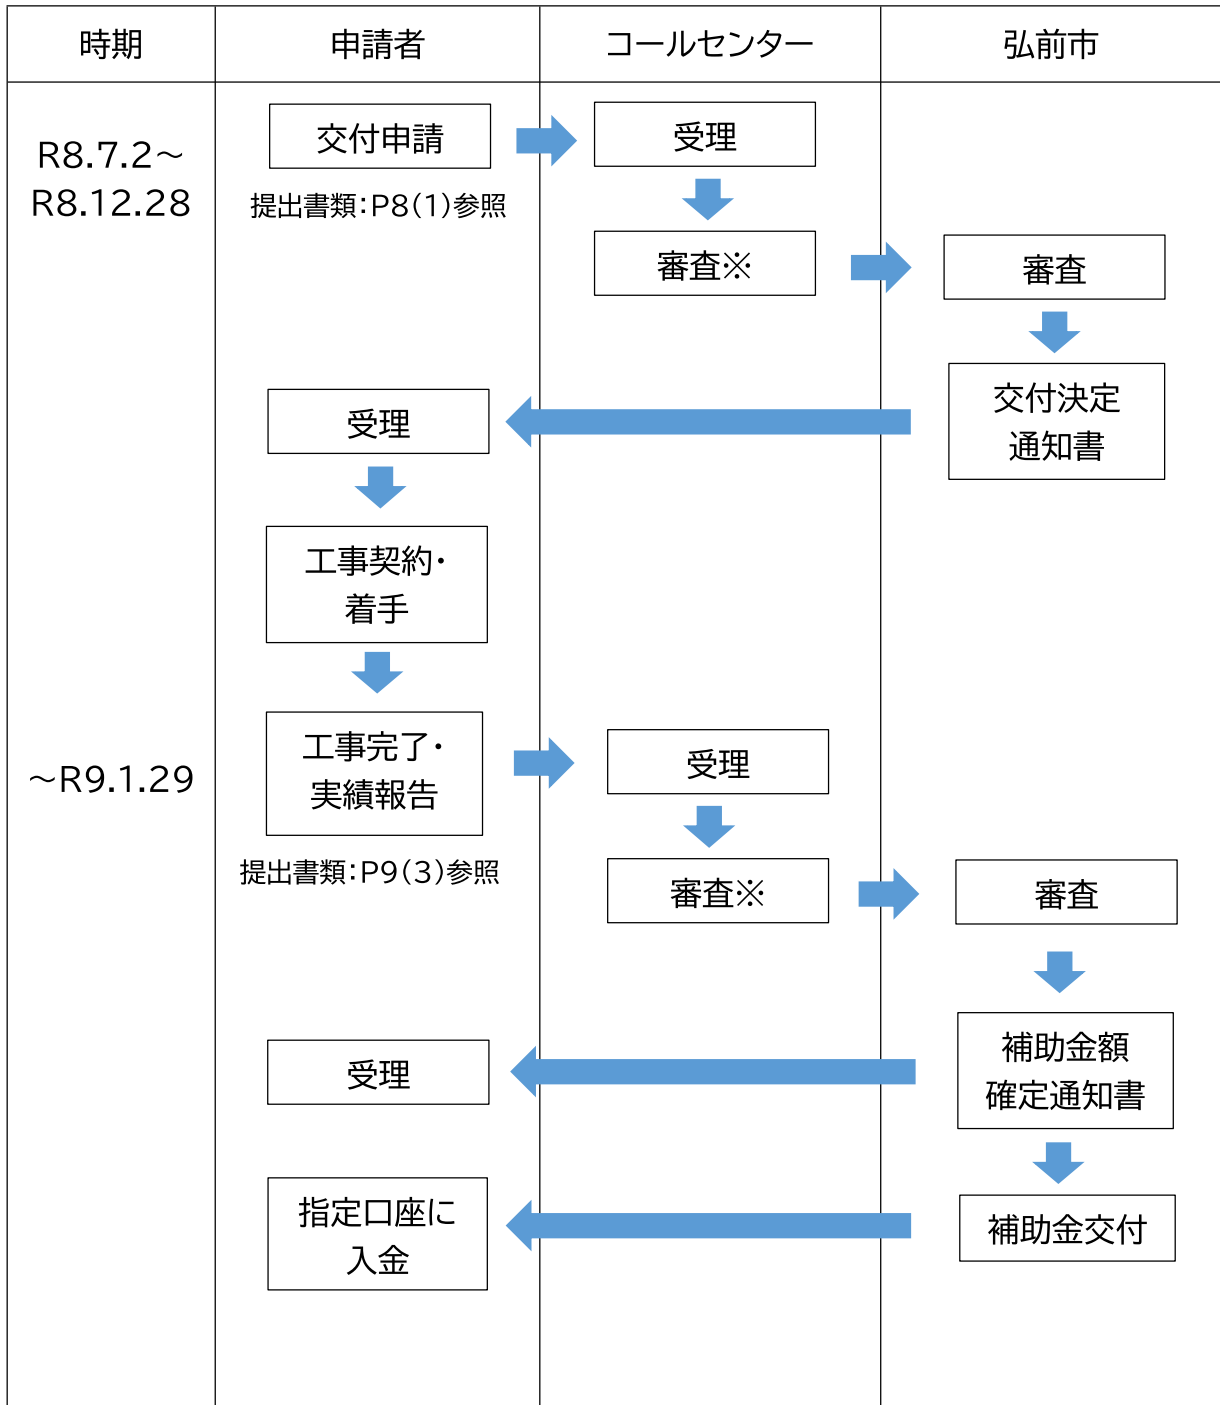 時期
申請者
コールセンター
弘前市
R8.7.2～
R8.12.28
交付申請
提出書類：P8(1)参照
受理
審査※
審査
交付決定
通知書
受理
工事契約・
着手
～R9.1.29
工事完了・
実績報告
提出書類：P9(3)参照
受理
審査※
審査
補助金額
確定通知書
受理
補助金交付
指定口座に
入金